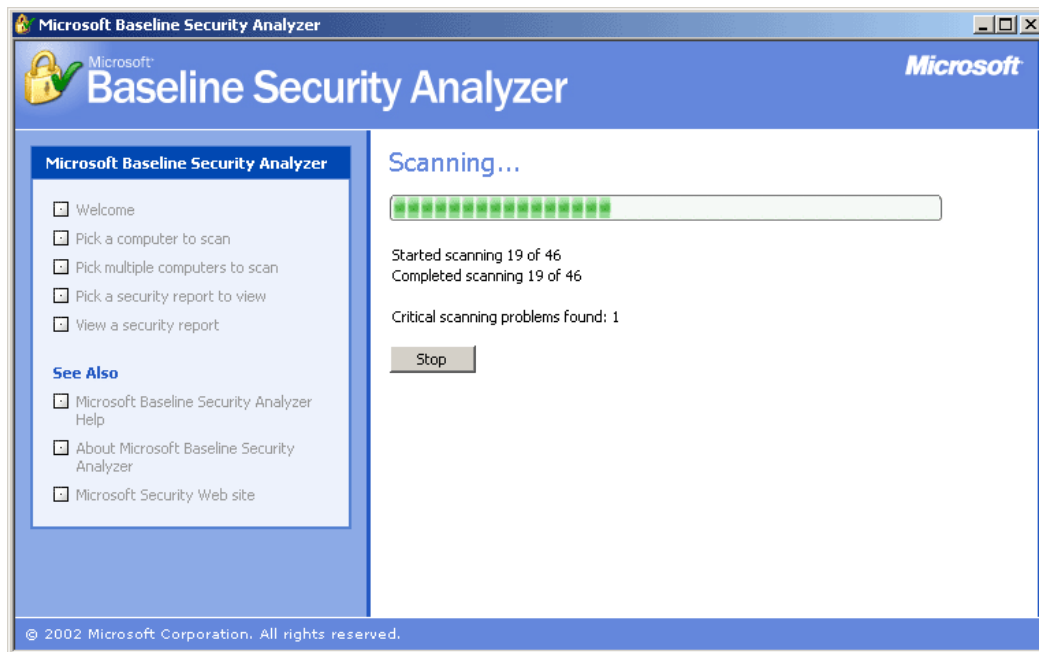 Microsoft Baseline Security Analyzer
Microsoft
Baseline Security Analyzer
Microsoft
Microsoft Baseline Security Analyzer
Welcome
Pick a computer to scan
Pick multiple computers to scan
Pick a security report to view
View a security report
See Also
Microsoft Baseline Security Analyzer
Help
About Microsoft Baseline Security
Analyzer
Microsoft Security Web site
Scanning...
Started scanning 19 of 46
Completed scanning 19 of 46
Critical scanning problems found: 1
Stop
© 2002 Microsoft Corporation. All rights reserved.